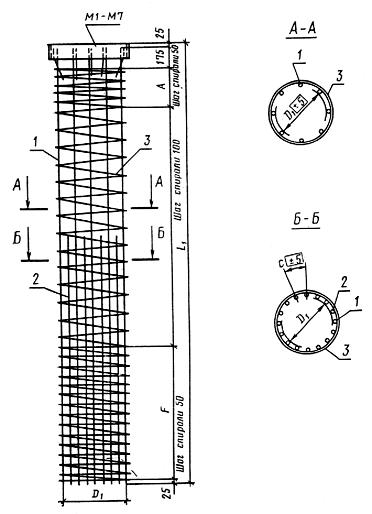 М1-М7
25
175
А
Шаг спирали 50
1
3
Шаг спирали 100
L₁
А
А
Б
Б
2
F
Шаг спирали 50
D₁
25
А-А
1
3
D₁±5
Б-Б
С ±5
2
1
D₁
3